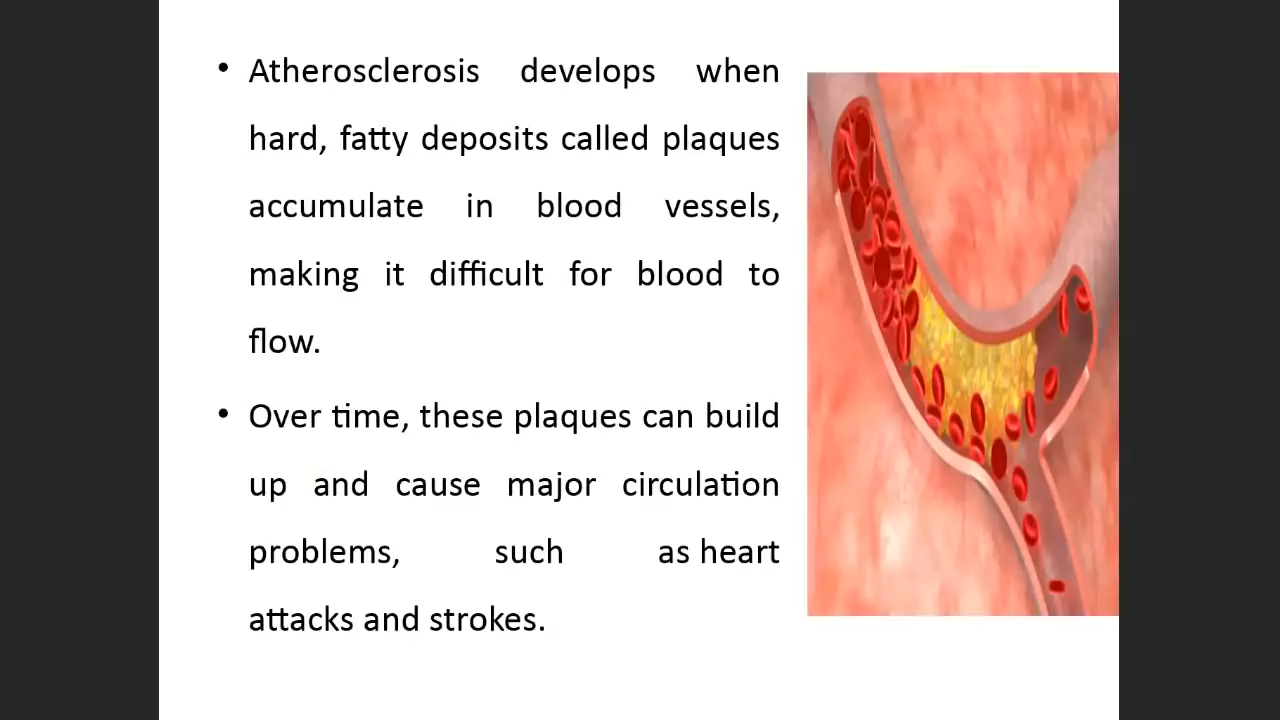 • Atherosclerosis develops when
hard, fatty deposits called plaques
accumulate in blood vessels,
making it difficult for blood to
flow.
• Over time, these plaques can build
up and cause major circulation
problems, such as heart
attacks and strokes.